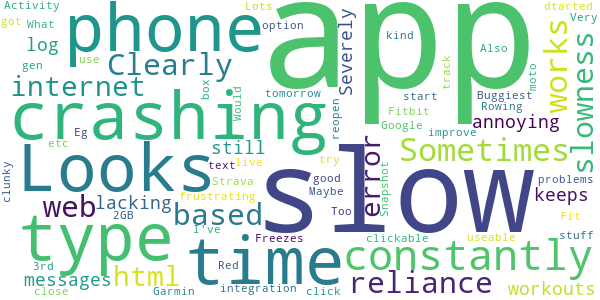 Activity
Lots
option
kind
Very
dtarted
got
What
phone
app
Severely
works
log
use
Clearly
Also
track
gen
internet
box
tomorrow
start
Buggiest
moto
slowness
Would
Fitbit
Rowing
crashing
reopen
Google
improve
annoying
Eg
etc
still
error
Sometimes
Looks
text
live
try
clunky
Strava
good
Snapshot
problems
slow
frustrating
Maybe
keeps
web
lacking
2GB
based
Too
Fit
type
I've
Freezes
clickable
useable
stuff
time
constantly
3rd
Red
messages
html
integration
click
reliance
close
Garmin
workouts